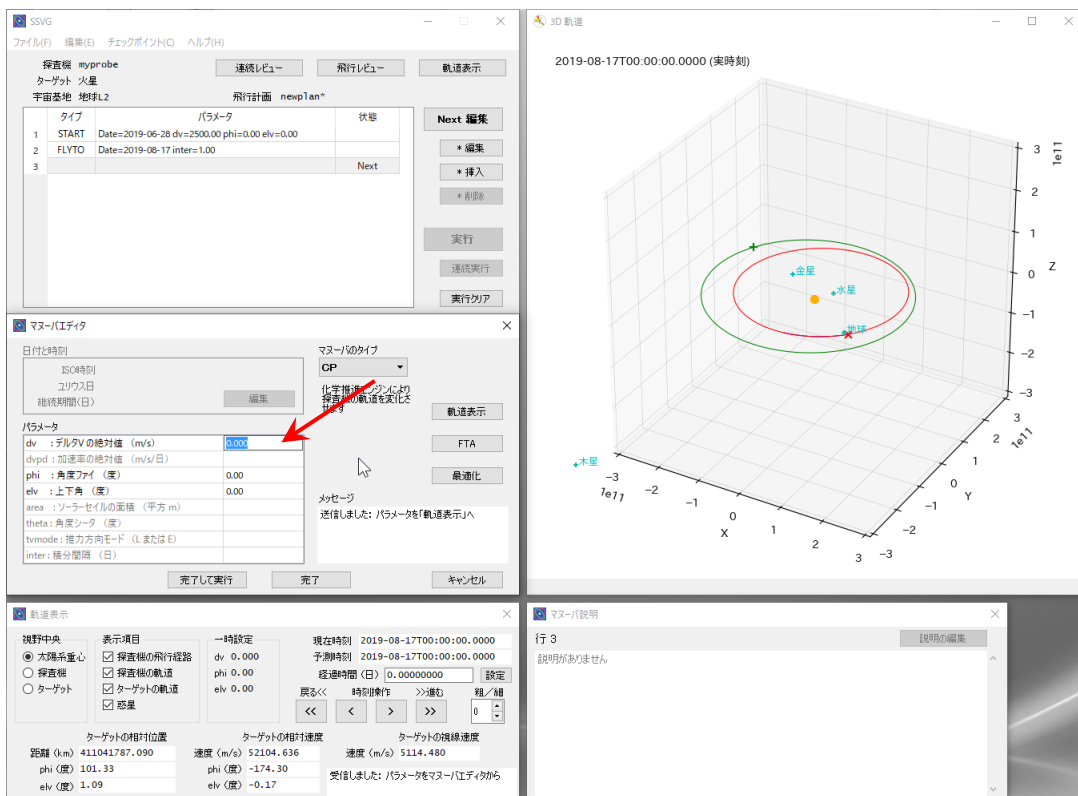 SSVG
ファイル(F) 編集(E) チェックポイント(C) ヘルプ(H)
探査機 myprobe
ターゲット 火星
宇宙基地 地球L2
連続レビュー 飛行レビュー 軌道表示
飛行計画 newplan*
タイプ パラメータ 状態
1 START Date=2019-06-28 dv=2500.00 phi=0.00 elv=0.00
2 FLYTO Date=2019-08-17 inter=1.00
3 Next
Next 編集
* 編集
* 挿入
* 削除
実行
連続実行
実行クリア
マヌーバエディタ
日付と時刻
ISO時刻
ユリウス日
継続期間(日)
編集
マヌーバのタイプ
CP
化学推進エンジンにより
探査機の軌道を変化さ
せます
軌道表示
FTA
最適化
パラメータ
dv :デルタVの絶対値 (m/s) 0.000
dvpd : 加速率の絶対値 (m/s/日)
phi : 角度ファイ (度) 0.00
elv : 上下角 (度) 0.00
area : ソーラーセイルの面積 (平方 m)
theta : 角度シータ (度)
tvmode : 推力方向モード (L または E)
inter : 積分間隔 (日)
メッセージ
送信しました: パラメータを「軌道表示」へ
完了して実行 完了 キャンセル
軌道表示
視野中央
太陽系重心
探査機
ターゲット
表示項目
探査機の飛行経路
探査機の軌道
ターゲットの軌道
惑星
一時設定
dv 0.000
phi 0.00
elv 0.00
現在時刻 2019-08-17T00:00:00.0000
予測時刻 2019-08-17T00:00:00.0000
経過時間 (日) 0.00000000 設定
戻る<< 時刻操作 >>進む 粗/細
<< < > >> 0
ターゲットの相対位置
距離 (km) 411041787.090
phi (度) 101.33
elv (度) 1.09
ターゲットの相対速度
速度 (m/s) 52104.636
phi (度) -174.30
elv (度) -0.17
ターゲットの視線速度
速度 (m/s) 5114.480
受信しました: パラメータをマヌーバエディタから
3D 軌道
2019-08-17T00:00:00.0000 (実時刻)
金星
水星
地球
木星
3
2
1
0
−1
−2
−3
1e11
Z
−3
−2
−1
0
1
2
3
1e11
X
3
2
1
0
−1
−2
−3
1e11
Y
マヌーバ説明
行 3
説明の編集
説明がありません